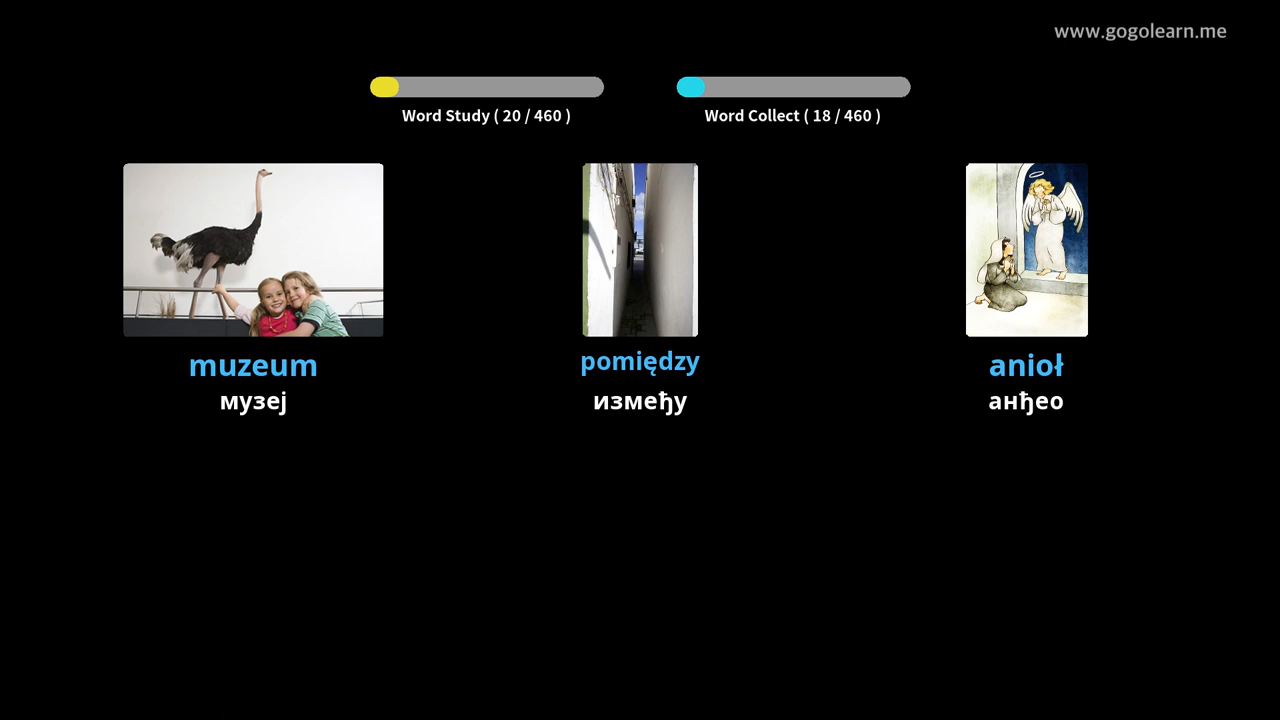 www.gogolearn.me
Word Study ( 20 / 460 )
Word Collect ( 18 / 460 )
muzeum
музеј
pomiędzy
између
anioł
анђео